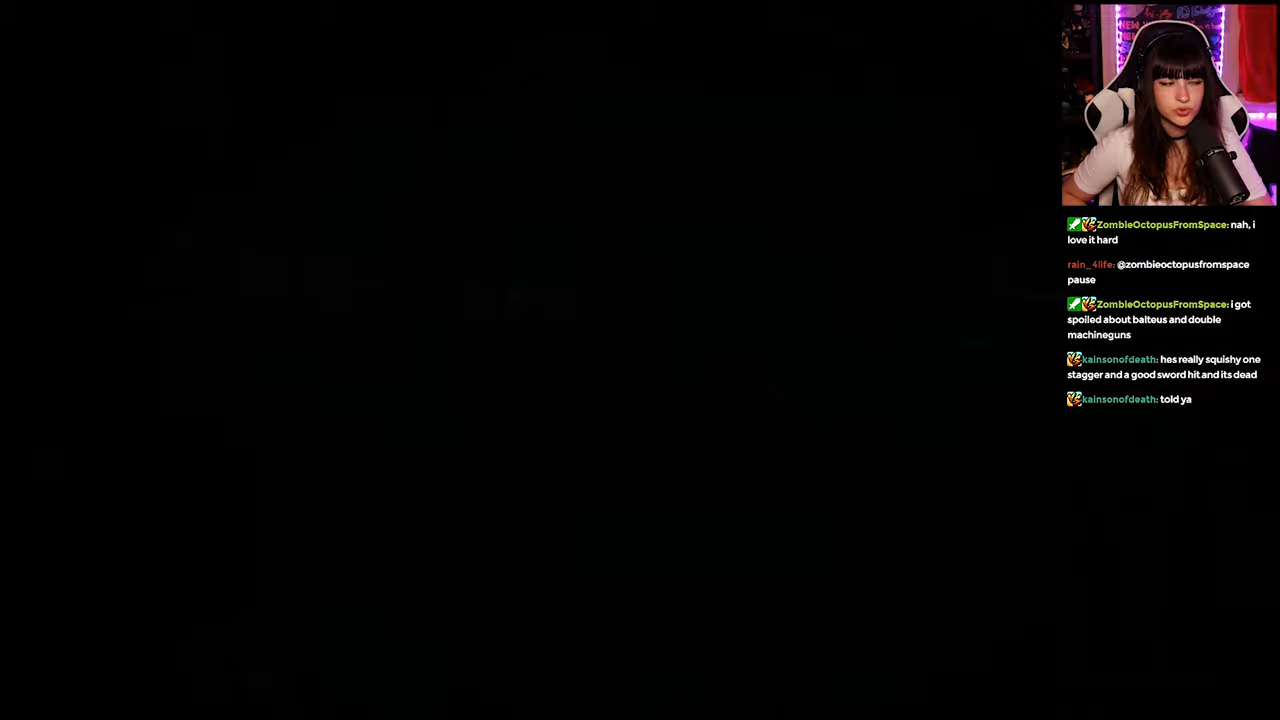 ZombieOctopusFromSpace: nah, i
love it hard
rain_4life: @zombieoctopusfromspace
pause
ZombieOctopusFromSpace: i got
spoiled about balteus and double
machineguns
kainsonofdeath: hes really squishy one
stagger and a good sword hit and its dead
kainsonofdeath: told ya